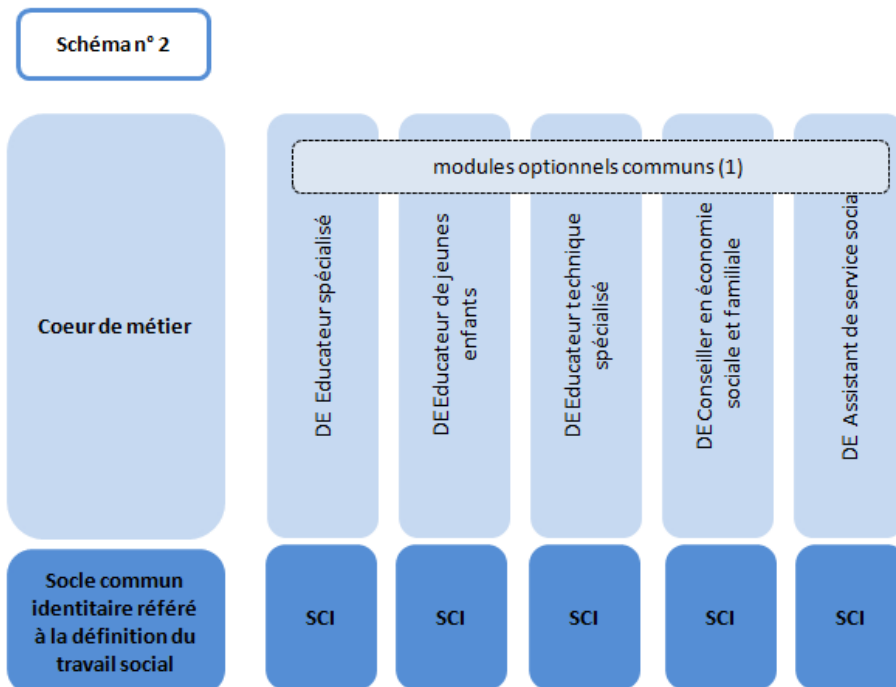 Schéma n° 2
modules optionnels communs (1)
Coeur de métier
DE Educateur spécialisé
DE Educateur de jeunes
enfants
DE Educateur technique
spécialisé
DE Conseiller en économie
sociale et familiale
DE Assistant de service social
Socle commun
identitaire référé
à la définition du
travail social
SCI
SCI
SCI
SCI
SCI